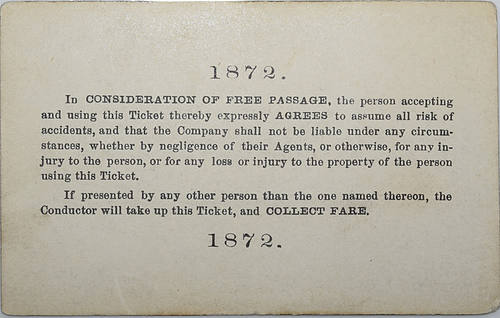 1872.
In CONSIDERATION OF FREE PASSAGE, the person accepting
and using this Ticket thereby expressly AGREES to assume all risk of
accidents, and that the Company shall not be liable under any circum-
stances, whether by negligence of their Agents, or otherwise, for any in-
jury to the person, or for any loss or injury to the property of the person
using this Ticket.
If presented by any other person than the one named thereon, the
Conductor will take up this Ticket, and COLLECT FARE.
1872.